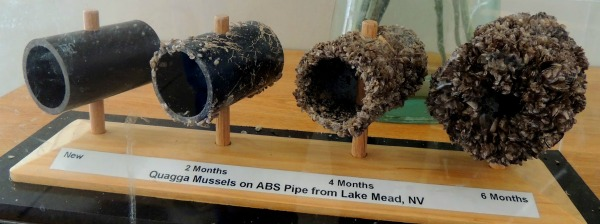 New
2 Months
4 Months
6 Months
Quagga Mussels on ABS Pipe from Lake Mead, NV